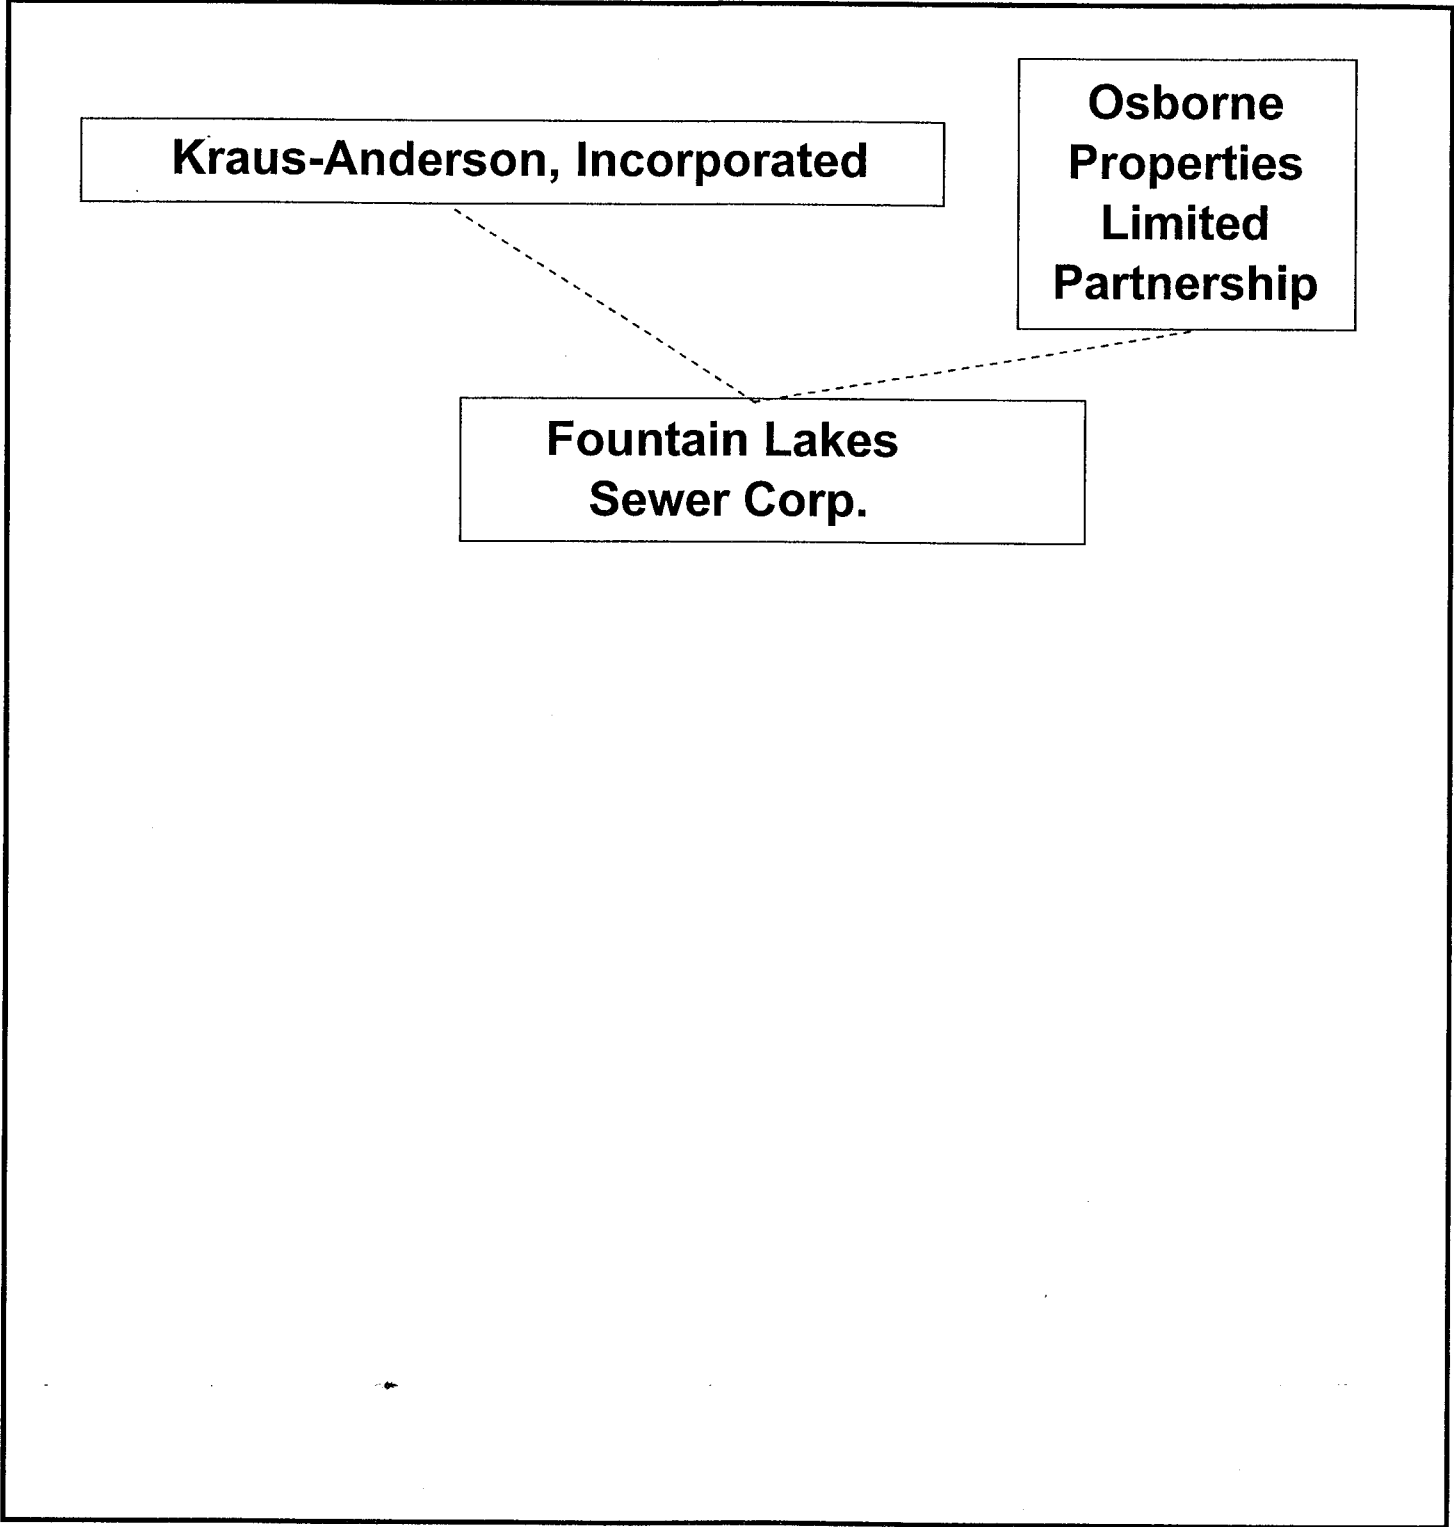 Kraus-Anderson, Incorporated
Osborne
Properties
Limited
Partnership
Fountain Lakes
Sewer Corp.